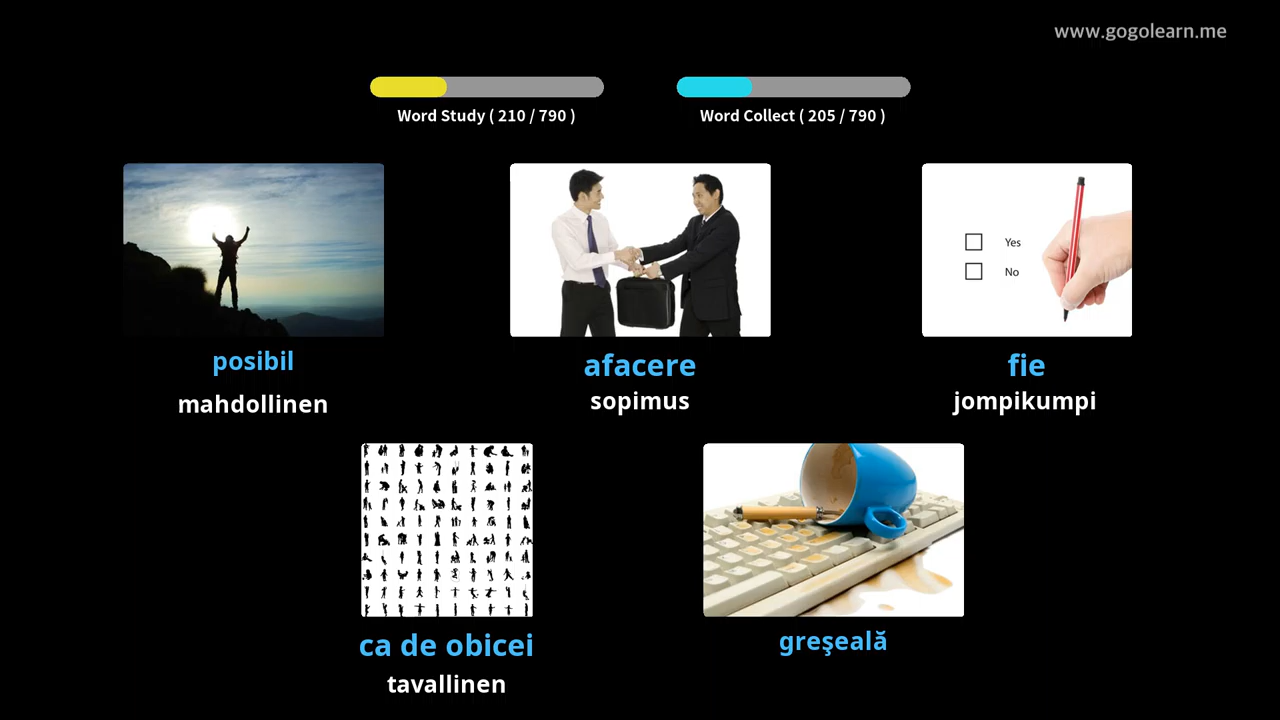 www.gogolearn.me
Word Study ( 210 / 790 )
Word Collect ( 205 / 790 )
Yes
No
posibil
afacere
fie
mahdollinen
sopimus
jompikumpi
ca de obicei
greşeală
tavallinen